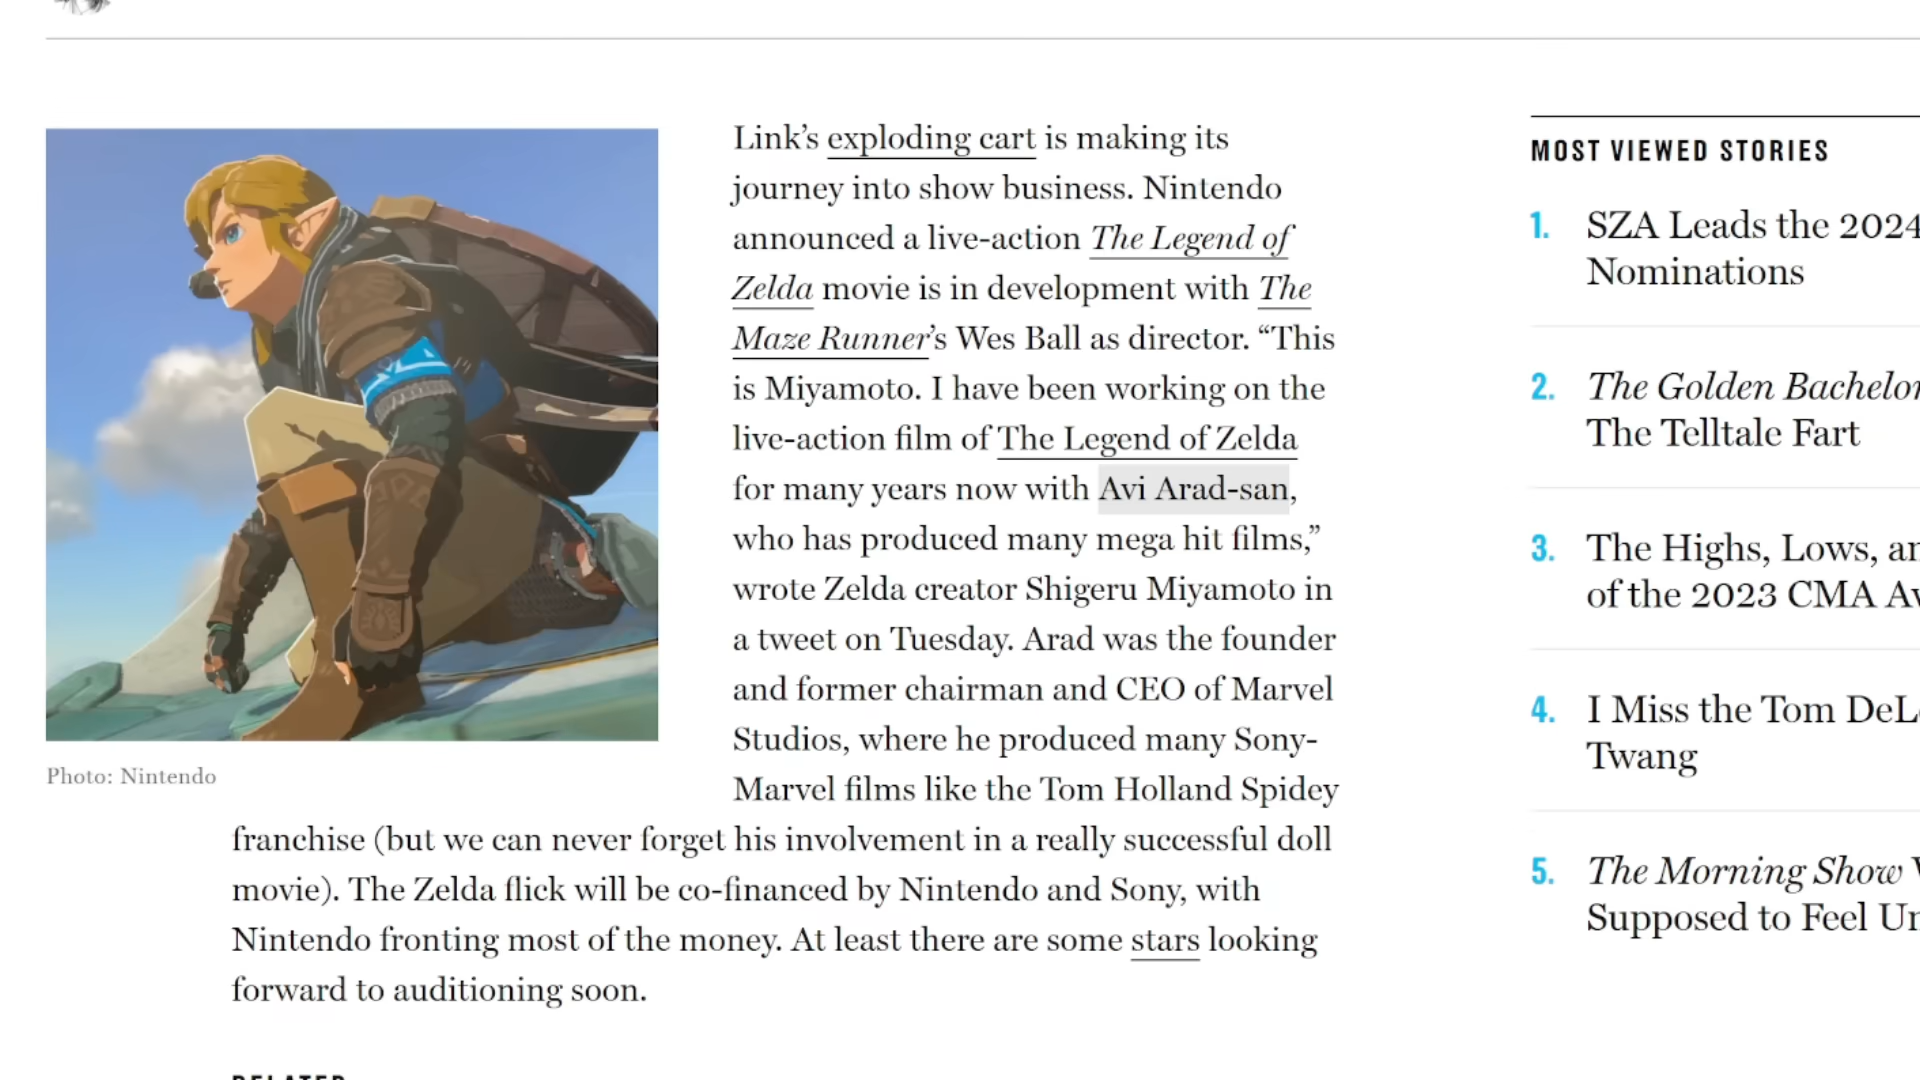 Link’s exploding cart is making its
journey into show business. Nintendo
announced a live-action The Legend of
Zelda movie is in development with The
Maze Runner’s Wes Ball as director. “This
is Miyamoto. I have been working on the
live-action film of The Legend of Zelda
for many years now with Avi Arad-san,
who has produced many mega hit films,”
wrote Zelda creator Shigeru Miyamoto in
a tweet on Tuesday. Arad was the founder
and former chairman and CEO of Marvel
Studios, where he produced many Sony-
Marvel films like the Tom Holland Spidey
franchise (but we can never forget his involvement in a really successful doll
movie). The Zelda flick will be co-financed by Nintendo and Sony, with
Nintendo fronting most of the money. At least there are some stars looking
forward to auditioning soon.
Photo: Nintendo
RELATED
MOST VIEWED STORIES
1. SZA Leads the 2024
Nominations
2. The Golden Bachelor
The Telltale Fart
3. The Highs, Lows, an
of the 2023 CMA Aw
4. I Miss the Tom DeLo
Twang
5. The Morning Show
Supposed to Feel Un